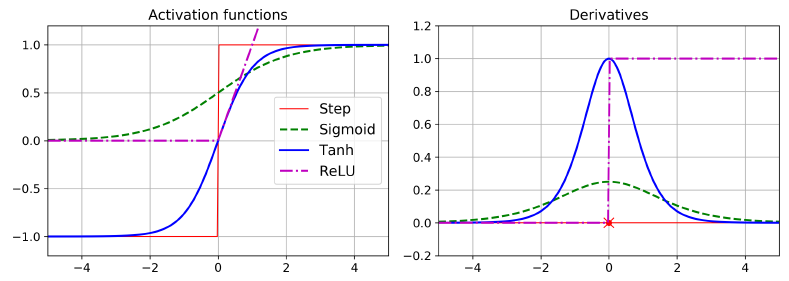 Activation functions
1.0
0.5
0.0
−0.5
−1.0
−4 −2 0 2 4
Step
Sigmoid
Tanh
ReLU
Derivatives
1.2
1.0
0.8
0.6
0.4
0.2
0.0
−0.2
−4 −2 0 2 4